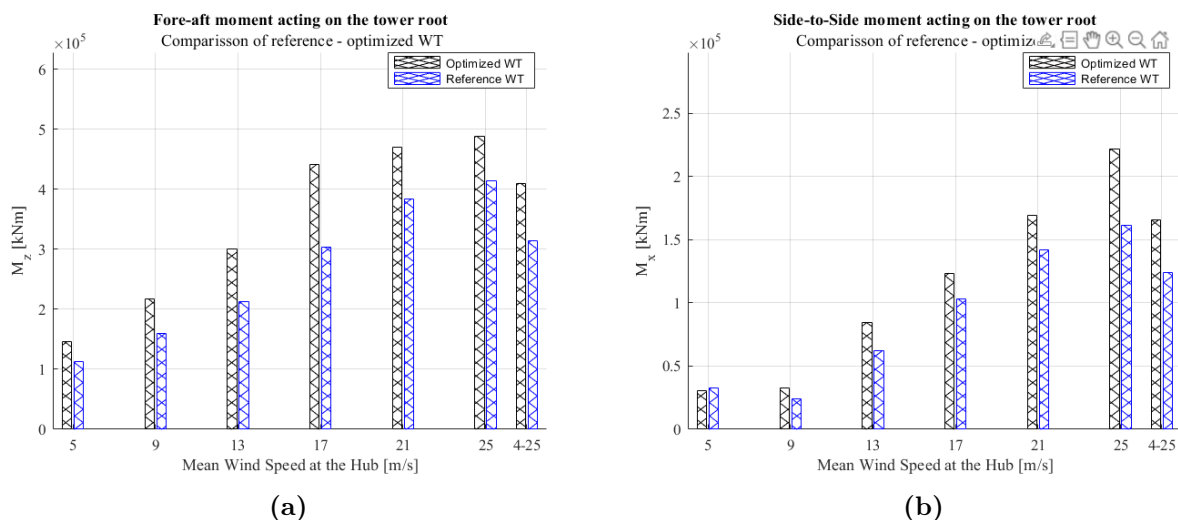 Fore-aft moment acting on the tower root
Comparisson of reference - optimized WT
×10⁵
Optimized WT
Reference WT
6
5
4
3
2
1
0
M_z [kNm]
5 9 13 17 21 25 4-25
Mean Wind Speed at the Hub [m/s]
(a)
Side-to-Side moment acting on the tower root
Comparisson of reference - optimiz
×10⁵
Optimized WT
Reference WT
2.5
2
1.5
1
0.5
0
M_x [kNm]
5 9 13 17 21 25 4-25
Mean Wind Speed at the Hub [m/s]
(b)